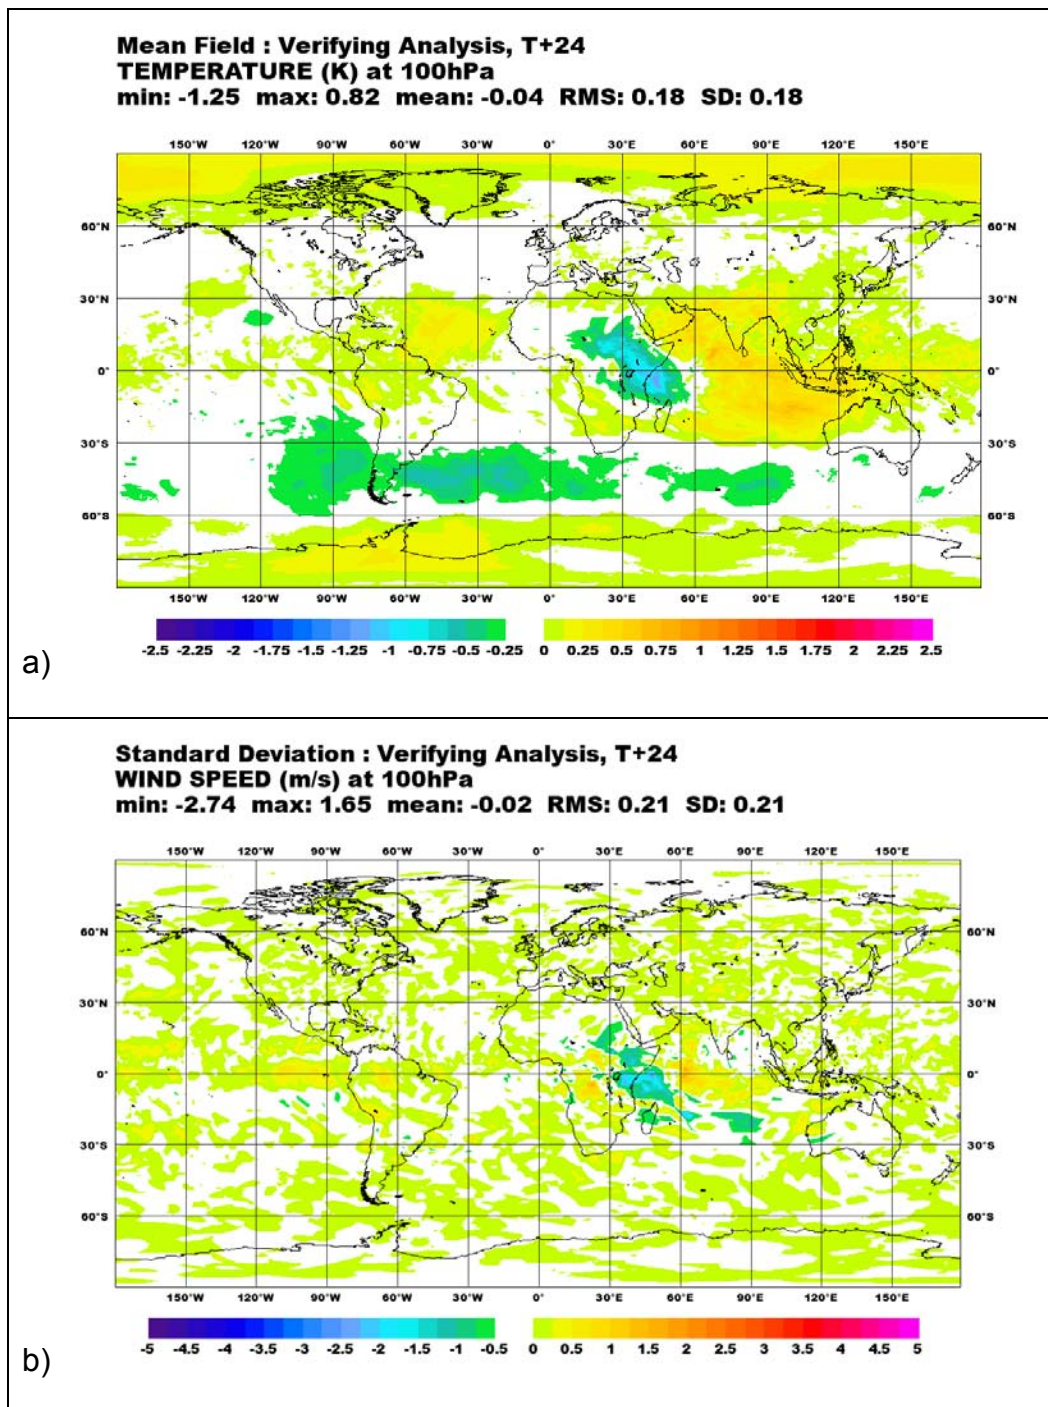 Mean Field : Verifying Analysis, T+24
TEMPERATURE (K) at 100hPa
min: -1.25 max: 0.82 mean: -0.04 RMS: 0.18 SD: 0.18
150°W 120°W 90°W 60°W 30°W 0° 30°E 60°E 90°E 120°E 150°E
60°N 60°N
30°N 30°N
0° 0°
30°S 30°S
60°S 60°S
150°W 120°W 90°W 60°W 30°W 0° 30°E 60°E 90°E 120°E 150°E
-2.5 -2.25 -2 -1.75 -1.5 -1.25 -1 -0.75 -0.5 -0.25 0 0.25 0.5 0.75 1 1.25 1.5 1.75 2 2.25 2.5
a)
Standard Deviation : Verifying Analysis, T+24
WIND SPEED (m/s) at 100hPa
min: -2.74 max: 1.65 mean: -0.02 RMS: 0.21 SD: 0.21
150°W 120°W 90°W 60°W 30°W 0° 30°E 60°E 90°E 120°E 150°E
60°N 60°N
30°N 30°N
0° 0°
30°S 30°S
60°S 60°S
150°W 120°W 90°W 60°W 30°W 0° 30°E 60°E 90°E 120°E 150°E
-5 -4.5 -4 -3.5 -3 -2.5 -2 -1.5 -1 -0.5 0 0.5 1 1.5 2 2.5 3 3.5 4 4.5 5
b)